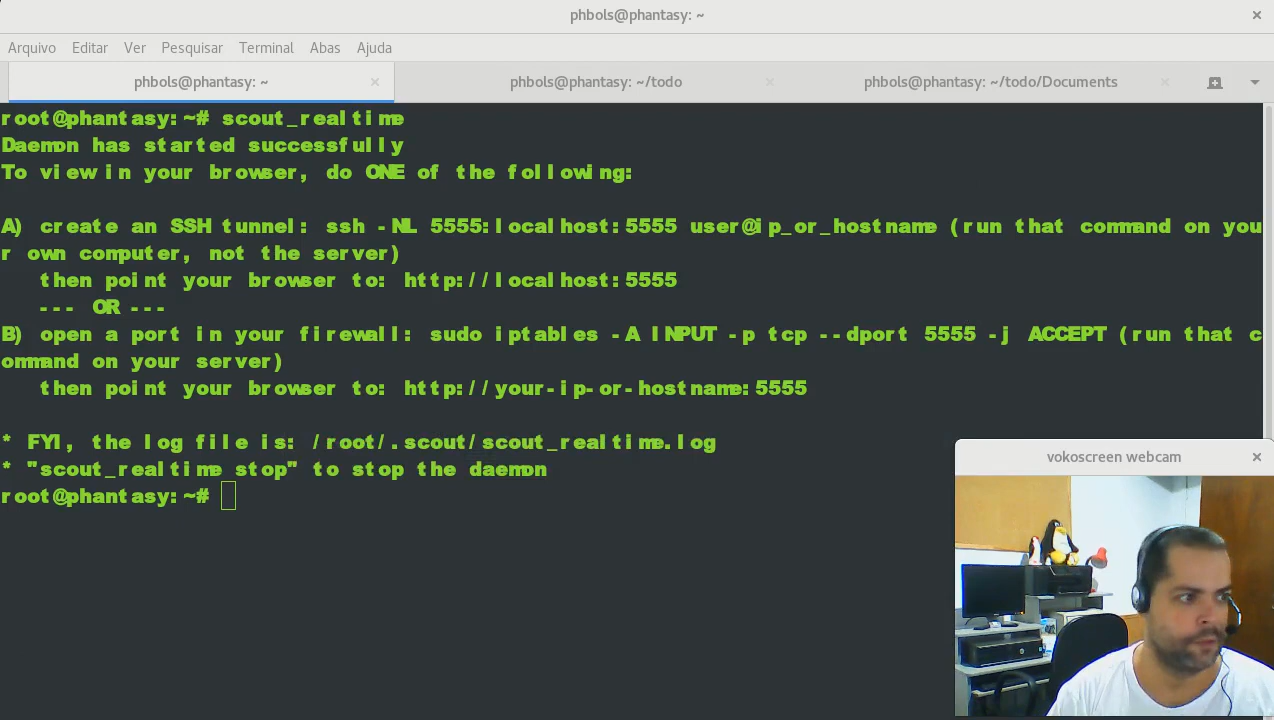 phbols@phantasy: ~
Arquivo Editar Ver Pesquisar Terminal Abas Ajuda
phbols@phantasy: ~ phbols@phantasy: ~/todo phbols@phantasy: ~/todo/Documents
root@phantasy:~# scout_realtime
Daemon has started successfully
To view in your browser, do ONE of the following:
A) create an SSH tunnel: ssh -NL 5555:localhost:5555 user@ip_or_hostname (run that command on you
r own computer, not the server)
then point your browser to: http://localhost:5555
--- OR ---
B) open a port in your firewall: sudo iptables -A INPUT -p tcp --dport 5555 -j ACCEPT (run that c
ommand on your server)
then point your browser to: http://your-ip-or-hostname:5555
* FYI, the log file is: /root/.scout/scout_realtime.log
* "scout_realtime stop" to stop the daemon
root@phantasy:~#
vokoscreen webcam